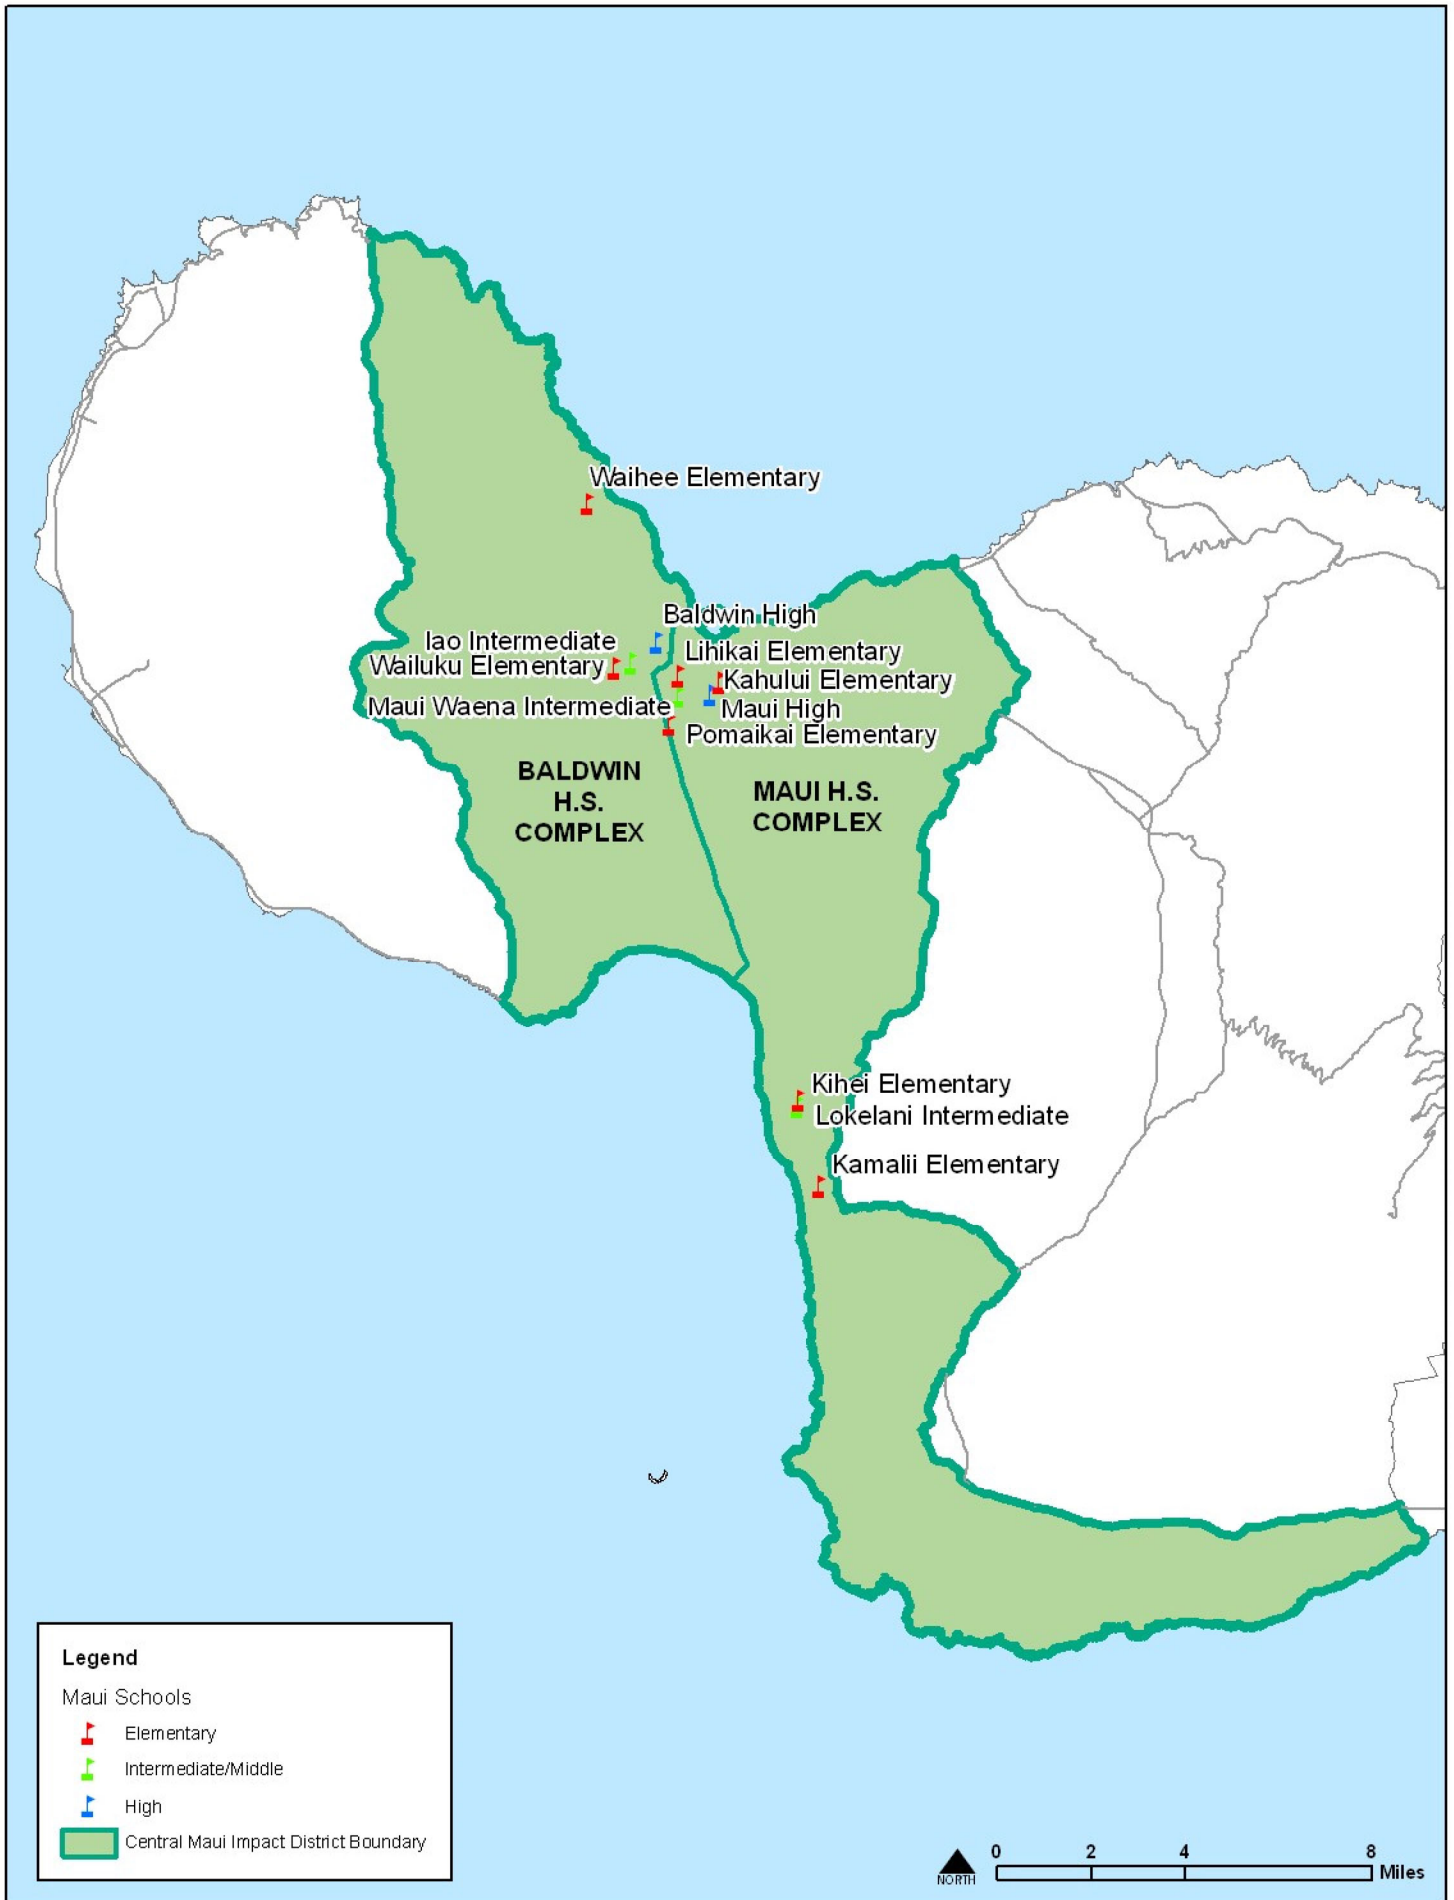 Waihee Elementary
Baldwin High
Iao Intermediate
Lihikai Elementary
Wailuku Elementary
Kahului Elementary
Maui Waena Intermediate
Maui High
Pomaikai Elementary
BALDWIN
H.S.
COMPLEX
MAUI H.S.
COMPLEX
Kihei Elementary
Lokelani Intermediate
Kamalii Elementary
Legend
Maui Schools
Elementary
Intermediate/Middle
High
Central Maui Impact District Boundary
NORTH
0 2 4 8
Miles